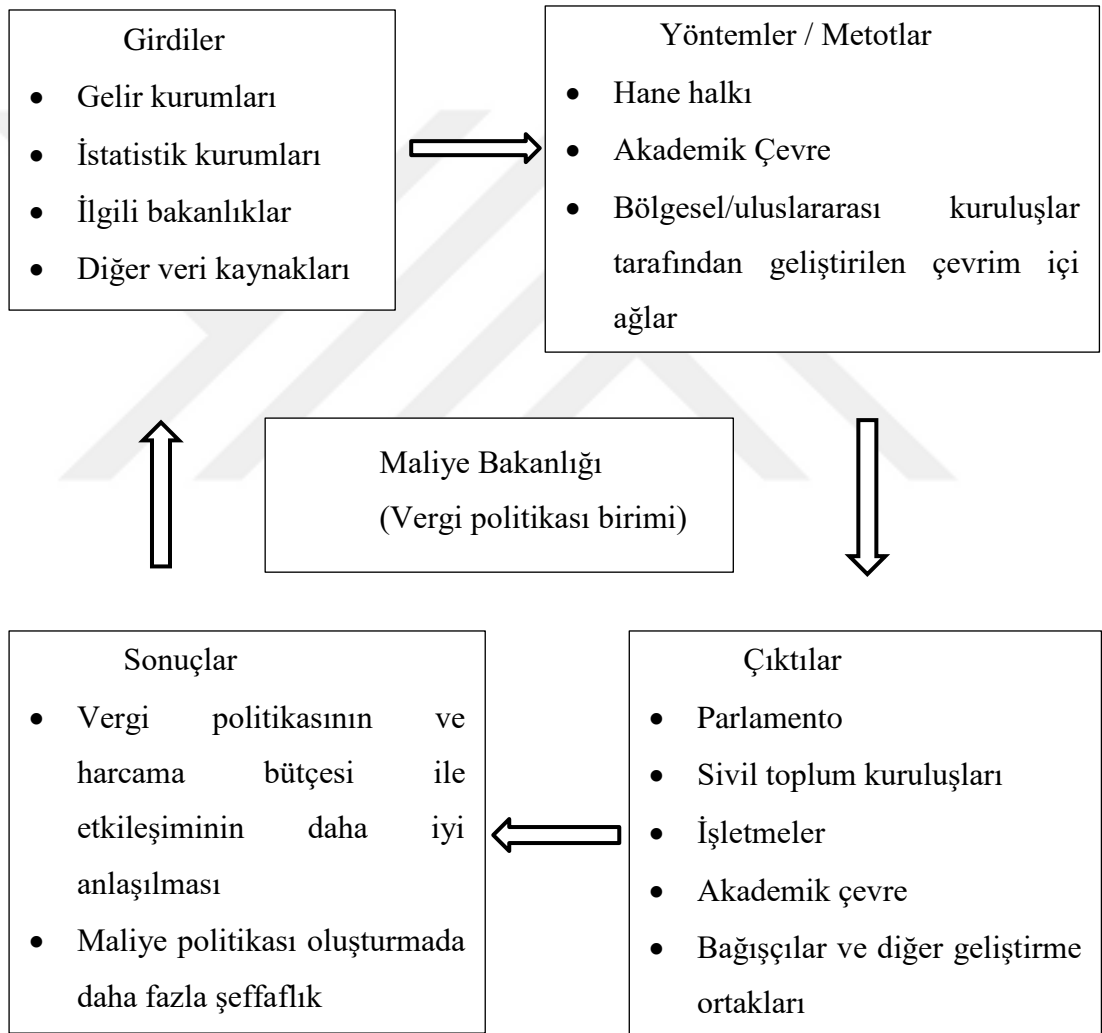 Girdiler
• Gelir kurumları
• İstatistik kurumları
• İlgili bakanlıklar
• Diğer veri kaynakları
Yöntemler / Metotlar
• Hane halkı
• Akademik Çevre
• Bölgesel/uluslararası kuruluşlar
tarafından geliştirilen çevrim içi
ağlar
Maliye Bakanlığı
(Vergi politikası birimi)
Sonuçlar
• Vergi politikasının ve
harcama bütçesi ile
etkileşiminin daha iyi
anlaşılması
• Maliye politikası oluşturmada
daha fazla şeffaflık
Çıktılar
• Parlamento
• Sivil toplum kuruluşları
• İşletmeler
• Akademik çevre
• Bağışçılar ve diğer geliştirme
ortakları